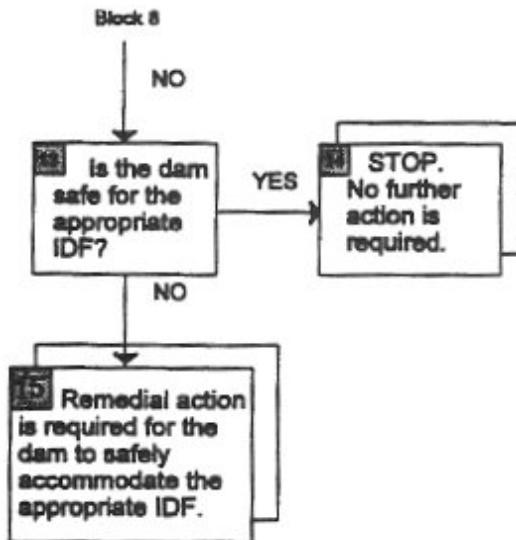 Block 8
NO
Is the dam
safe for the
appropriate
IDF?
YES
14 STOP.
No further
action is
required.
NO
15 Remedial action
is required for the
dam to safely
accommodate the
appropriate IDF.